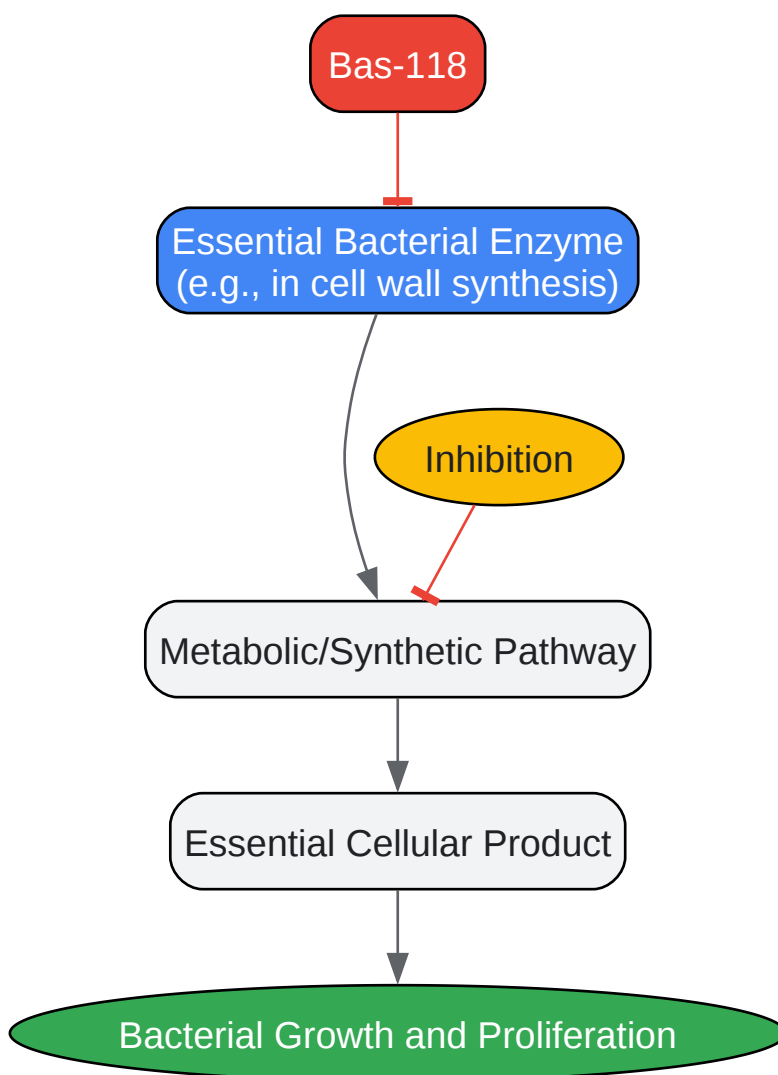 Bas-118
Essential Bacterial Enzyme
(e.g., in cell wall synthesis)
Inhibition
Metabolic/Synthetic Pathway
Essential Cellular Product
Bacterial Growth and Proliferation